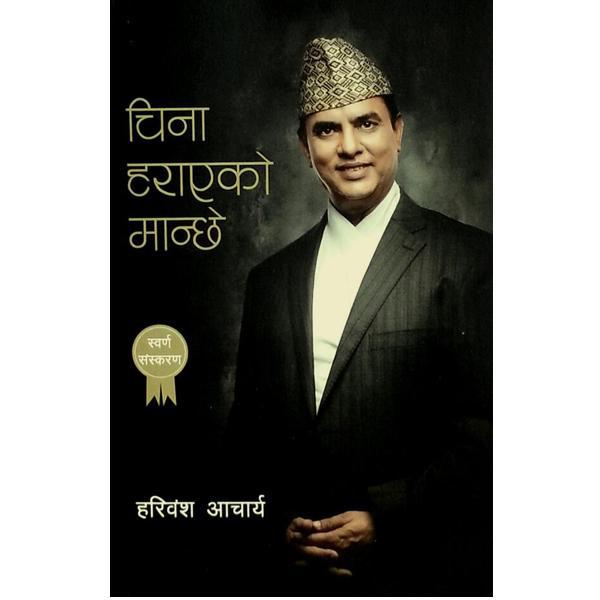 चिना
हराएको
मान्छे
स्वर्ण
संस्करण
हरिवंश आचार्य